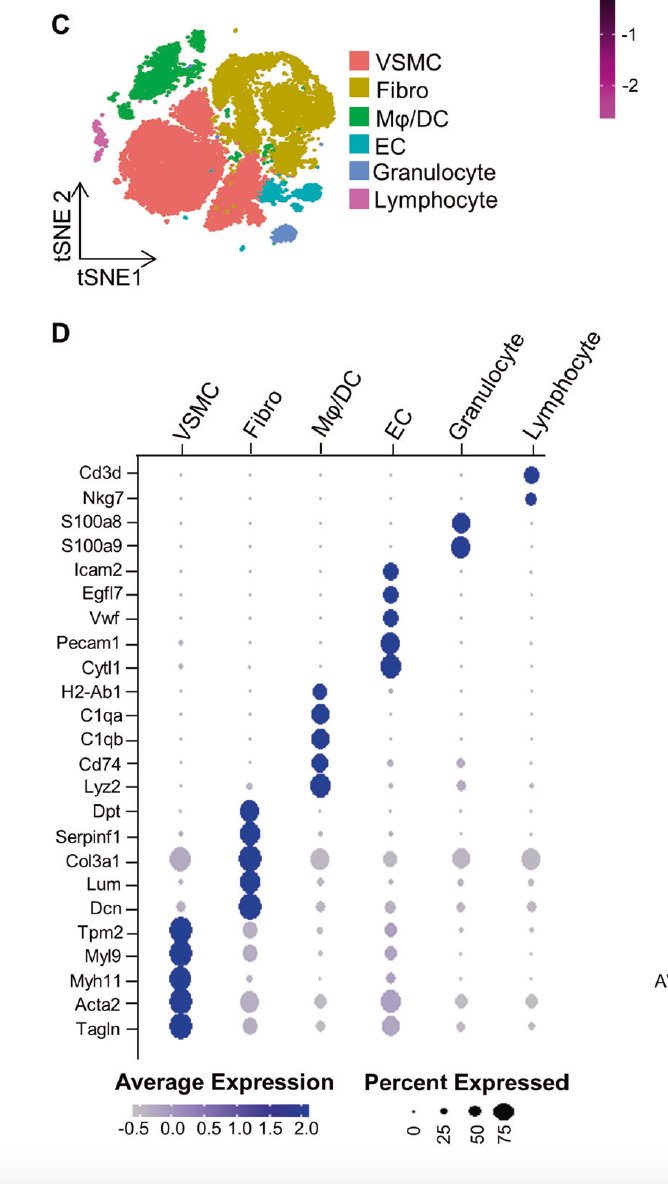 C
-1
-2
VSMC
Fibro
Mφ/DC
EC
Granulocyte
Lymphocyte
tSNE 2
tSNE1
D
VSMC
Fibro
Mφ/DC
EC
Granulocyte
Lymphocyte
Cd3d
Nkg7
S100a8
S100a9
Icam2
Egfl7
Vwf
Pecam1
Cytl1
H2-Ab1
C1qa
C1qb
Cd74
Lyz2
Dpt
Serpinf1
Col3a1
Lum
Dcn
Tpm2
Myl9
Myh11
Acta2
Tagln
Average Expression
-0.5 0.0 0.5 1.0 1.5 2.0
Percent Expressed
0 25 50 75